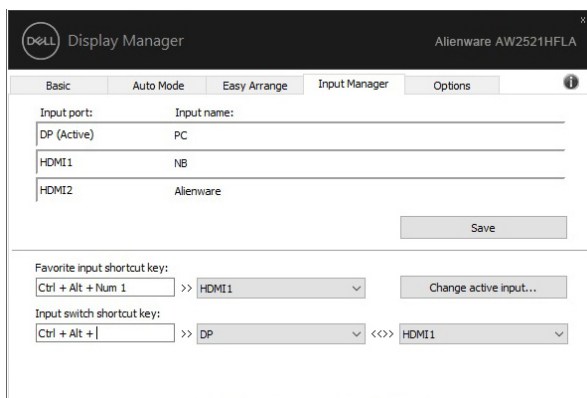 DELL Display Manager Alienware AW2521HFLA x
Basic Auto Mode Easy Arrange Input Manager Options i
Input port: Input name:
DP (Active) PC
HDMI1 NB
HDMI2 Alienware
Save
Favorite input shortcut key:
Ctrl + Alt + Num 1 >> HDMI1 Change active input...
Input switch shortcut key:
Ctrl + Alt + >> DP <<>> HDMI1